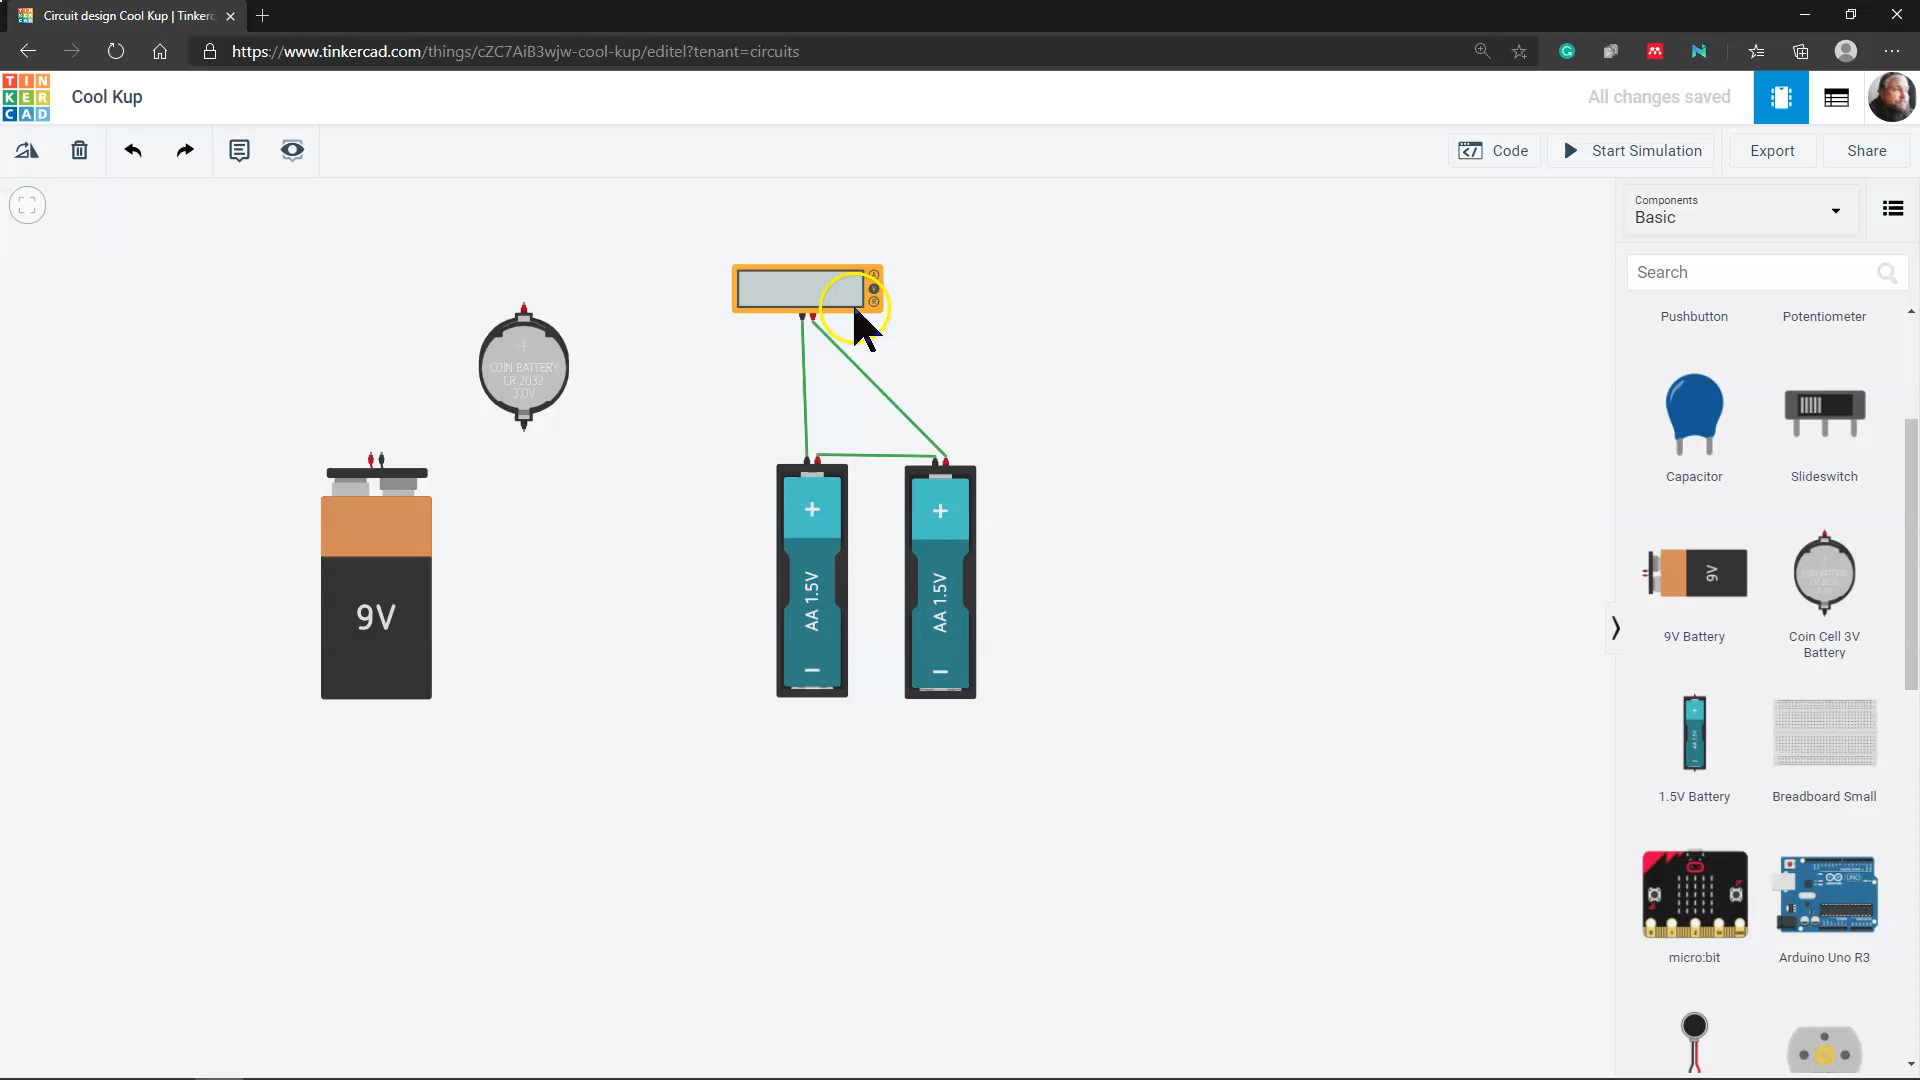 Circuit design Cool Kup | Tinkerc
https://www.tinkercad.com/things/cZC7AiB3wjw-cool-kup/editel?tenant=circuits
TIN
KER
CAD
Cool Kup
All changes saved
Code
Start Simulation
Export
Share
Components
Basic
Search
Pushbutton
Potentiometer
Capacitor
Slideswitch
9V
9V Battery
Coin Cell 3V
Battery
AA 1.5V
1.5V Battery
Breadboard Small
micro:bit
Arduino Uno R3
COIN BATTERY
CR 2032
3.0V
9V
+
AA 1.5V
−
+
AA 1.5V
−